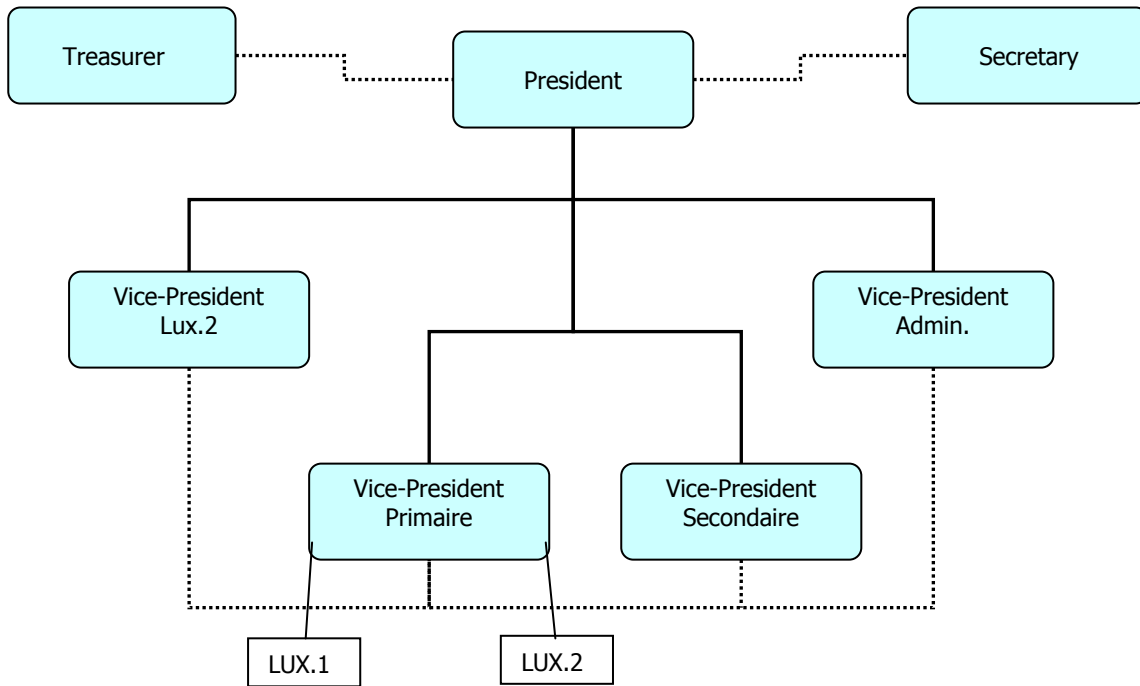 Treasurer
President
Secretary
Vice-President
Lux.2
Vice-President
Admin.
Vice-President
Primaire
Vice-President
Secondaire
LUX.1
LUX.2